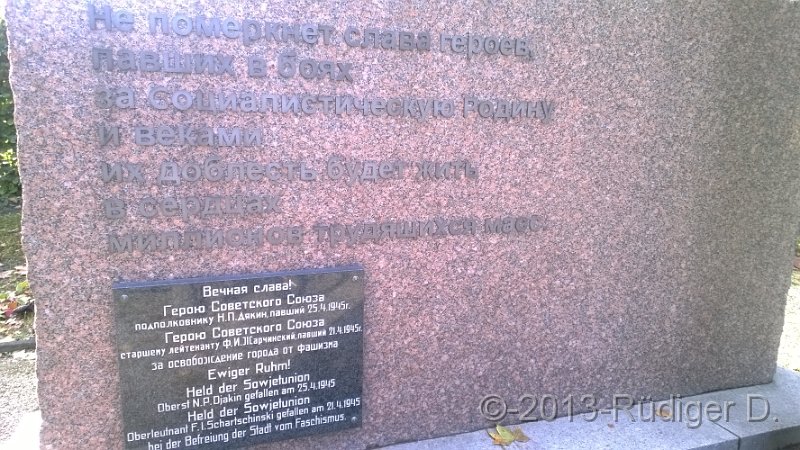 Не померкнет слава героев,
павших в боях
за Социалистическую Родину
и веками
их доблесть будет жить
в сердцах
миллионов трудящихся масс.
Вечная слава!
Герою Советского Союза
подполковнику Н.П.Дякин, павший 25.4.1945г.
Герою Советского Союза
старшему лейтенанту Ф.И. павший 21.4.1945г.
за освобождение города от фашизма
Ewiger Ruhm!
Held der Sowjetunion
Oberst N.P.Djakin gefallen am 25.4.1945
Held der Sowjetunion
Oberleutnant F.I.Schartschinski gefallen am 21.4.1945
bei der Befreiung der Stadt vom Faschismus.
©-2013-Rüdiger D.